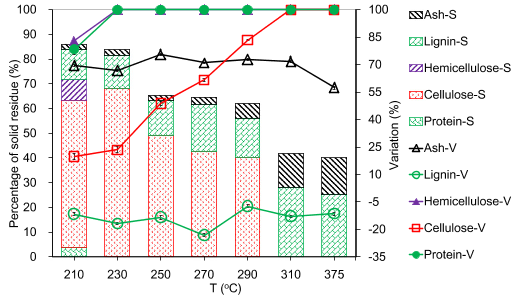 100
90
80
70
60
50
40
30
20
10
0
Percentage of solid residue (%)
210 230 250 270 290 310 375
T (°C)
100
85
70
55
40
25
10
-5
-20
-35
Variation (%)
Ash-S
Lignin-S
Hemicellulose-S
Cellulose-S
Protein-S
Ash-V
Lignin-V
Hemicellulose-V
Cellulose-V
Protein-V